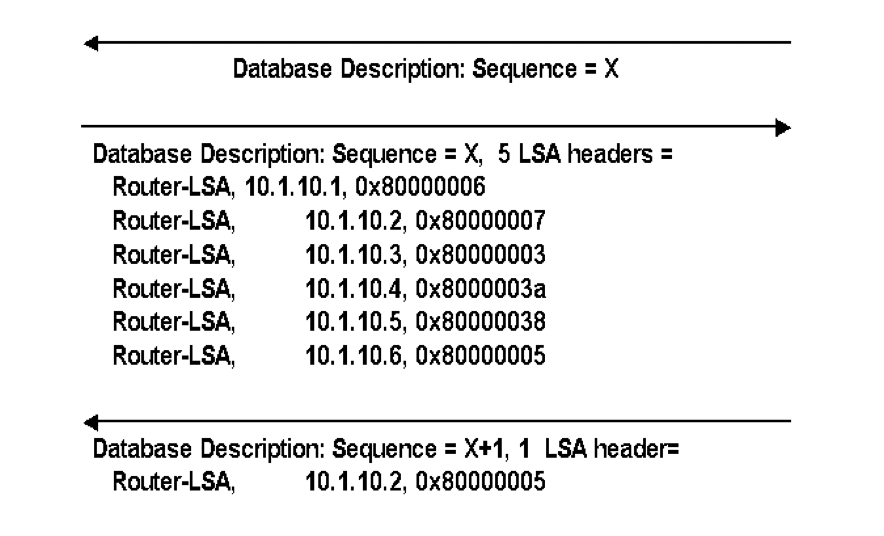 Database Description: Sequence = X
Database Description: Sequence = X, 5 LSA headers =
Router-LSA, 10.1.10.1, 0x80000006
Router-LSA, 10.1.10.2, 0x80000007
Router-LSA, 10.1.10.3, 0x80000003
Router-LSA, 10.1.10.4, 0x8000003a
Router-LSA, 10.1.10.5, 0x80000038
Router-LSA, 10.1.10.6, 0x80000005
Database Description: Sequence = X+1, 1 LSA header=
Router-LSA, 10.1.10.2, 0x80000005